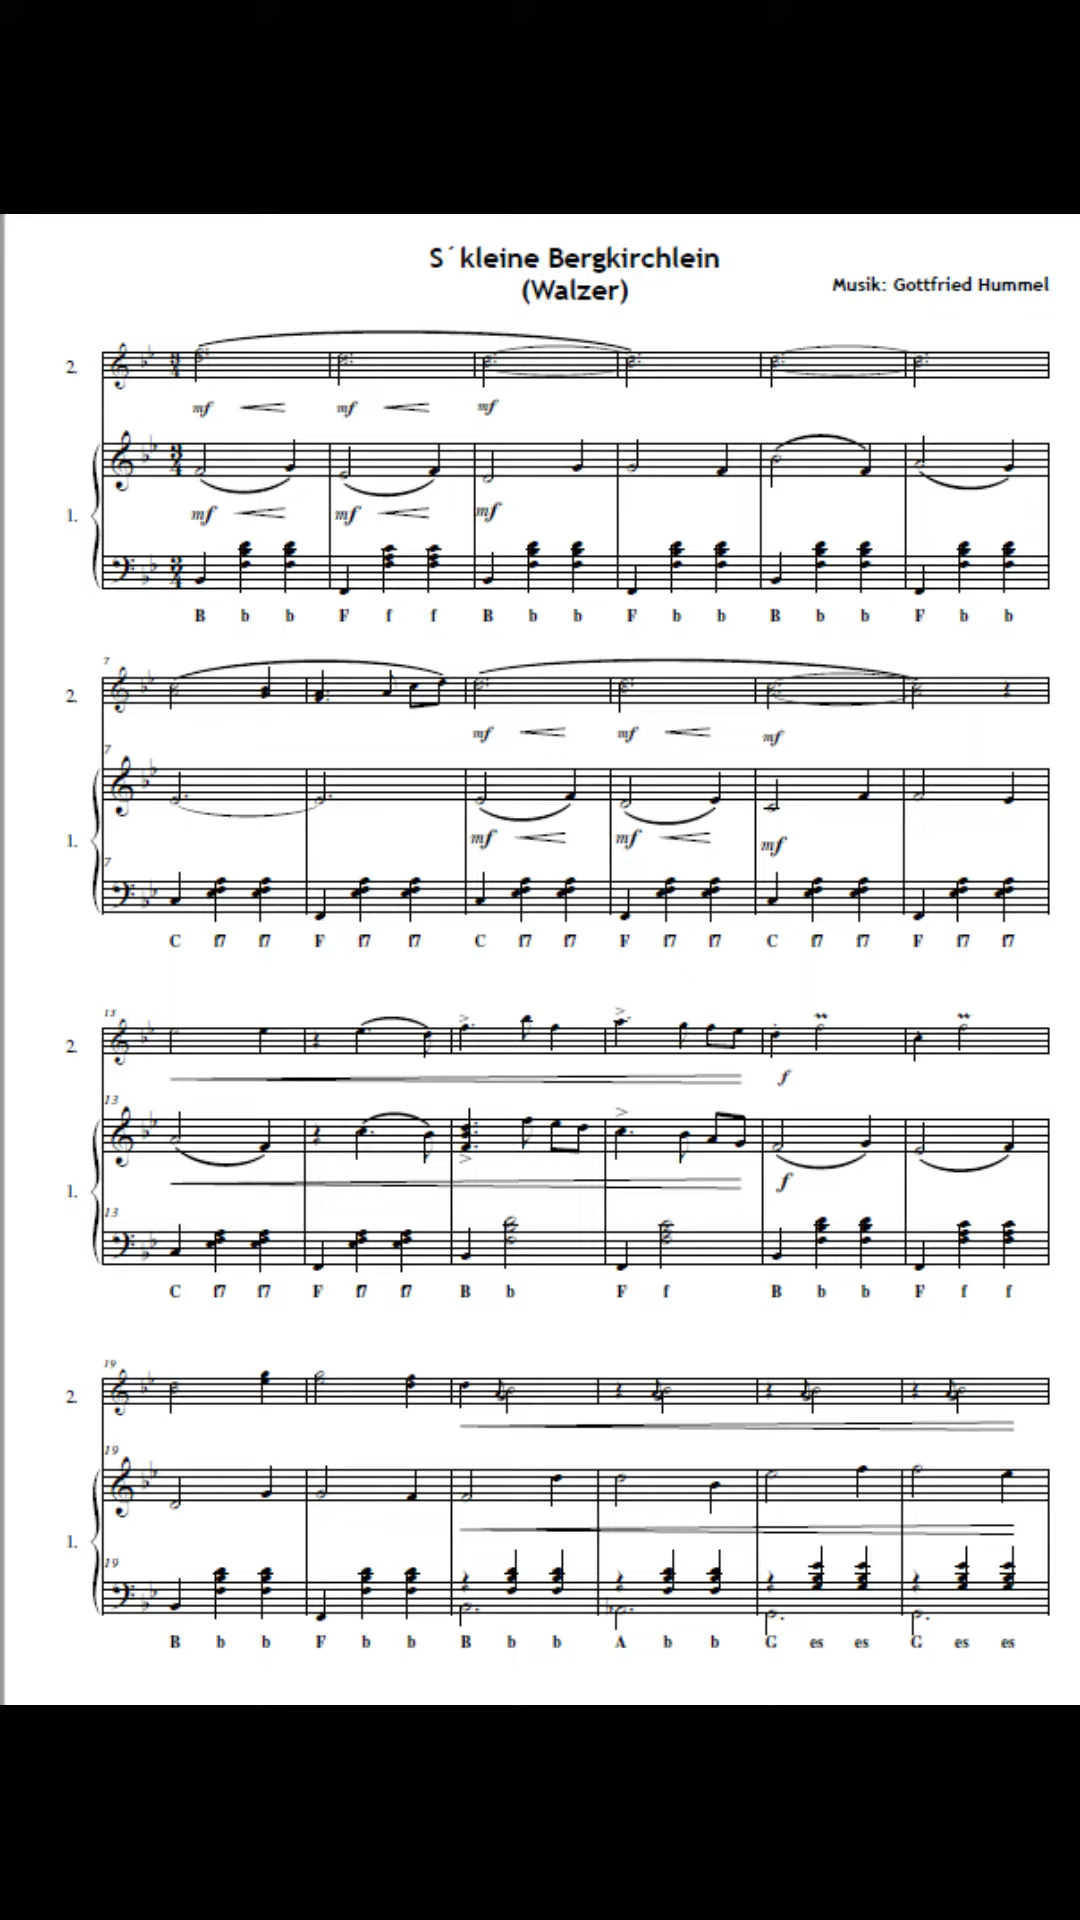 S´kleine Bergkirchlein
(Walzer)
Musik: Gottfried Hummel
2.
mf mf mf
1.
mf mf mf
B b b F f f B b b F b b B b b F b b
7
2.
mf mf mf
7
1.
mf mf mf
7
C f7 f7 F f7 f7 C f7 f7 F f7 f7 C f7 f7 F f7 f7
13
2.
f
13
1.
f
13
C f7 f7 F f7 f7 B b F f B b b F f f
19
2.
19
1.
19
B b b F b b B b b A b b G es es G es es